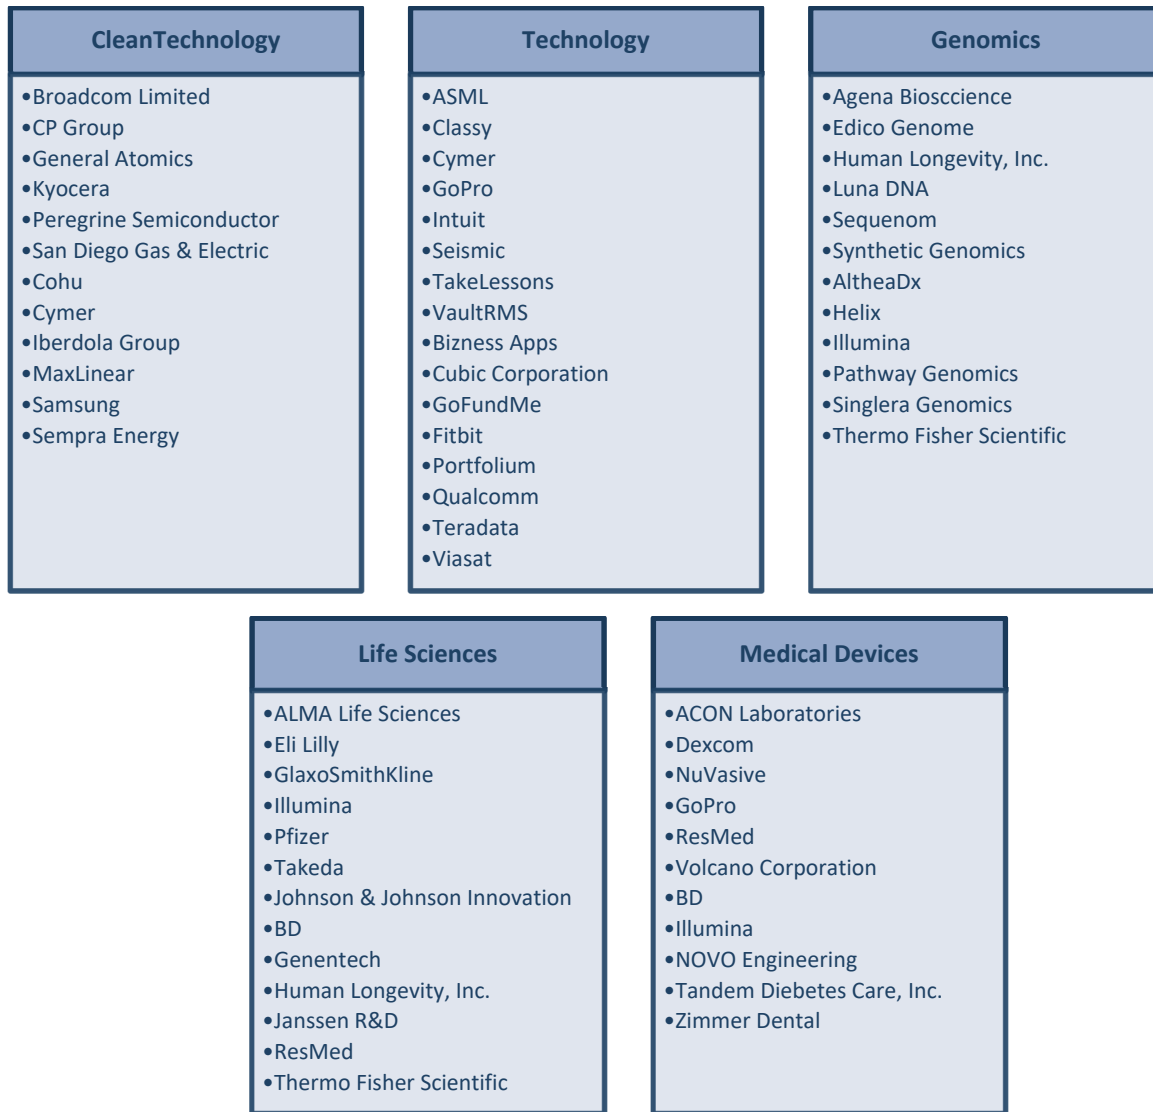 CleanTechnology
•Broadcom Limited
•CP Group
•General Atomics
•Kyocera
•Peregrine Semiconductor
•San Diego Gas & Electric
•Cohu
•Cymer
•Iberdola Group
•MaxLinear
•Samsung
•Sempra Energy
Technology
•ASML
•Classy
•Cymer
•GoPro
•Intuit
•Seismic
•TakeLessons
•VaultRMS
•Bizness Apps
•Cubic Corporation
•GoFundMe
•Fitbit
•Portfolium
•Qualcomm
•Teradata
•Viasat
Genomics
•Agena Biosccience
•Edico Genome
•Human Longevity, Inc.
•Luna DNA
•Sequenom
•Synthetic Genomics
•AltheaDx
•Helix
•Illumina
•Pathway Genomics
•Singlera Genomics
•Thermo Fisher Scientific
Life Sciences
•ALMA Life Sciences
•Eli Lilly
•GlaxoSmithKline
•Illumina
•Pfizer
•Takeda
•Johnson & Johnson Innovation
•BD
•Genentech
•Human Longevity, Inc.
•Janssen R&D
•ResMed
•Thermo Fisher Scientific
Medical Devices
•ACON Laboratories
•Dexcom
•NuVasive
•GoPro
•ResMed
•Volcano Corporation
•BD
•Illumina
•NOVO Engineering
•Tandem Diebetes Care, Inc.
•Zimmer Dental